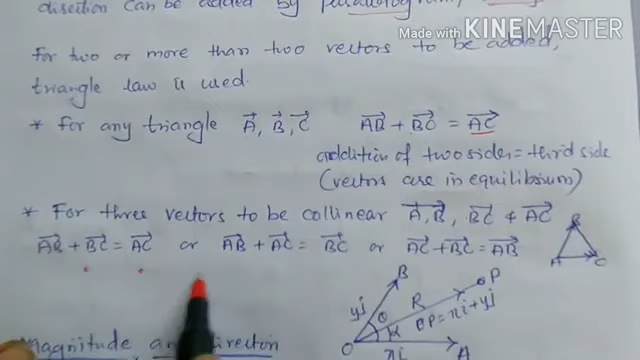 direction can be added by parallelogram
Made with KINEMASTER
For two or more than two vectors to be added,
triangle law is used.
* For any triangle A⃗, B⃗, C⃗ AB⃗ + BC⃗ = AC⃗
addition of two sides = third side
(vectors are in equilibrium)
* For three vectors to be collinear A⃗,B⃗, BC⃗ & AC⃗
AB⃗ + BC⃗ = AC⃗ or AB⃗ + AC⃗ = BC⃗ or AC⃗ + BC⃗ = AB⃗
B
A C
B
yj R P
θ OP = xi + yj
O xi A
Magnitude and Direction